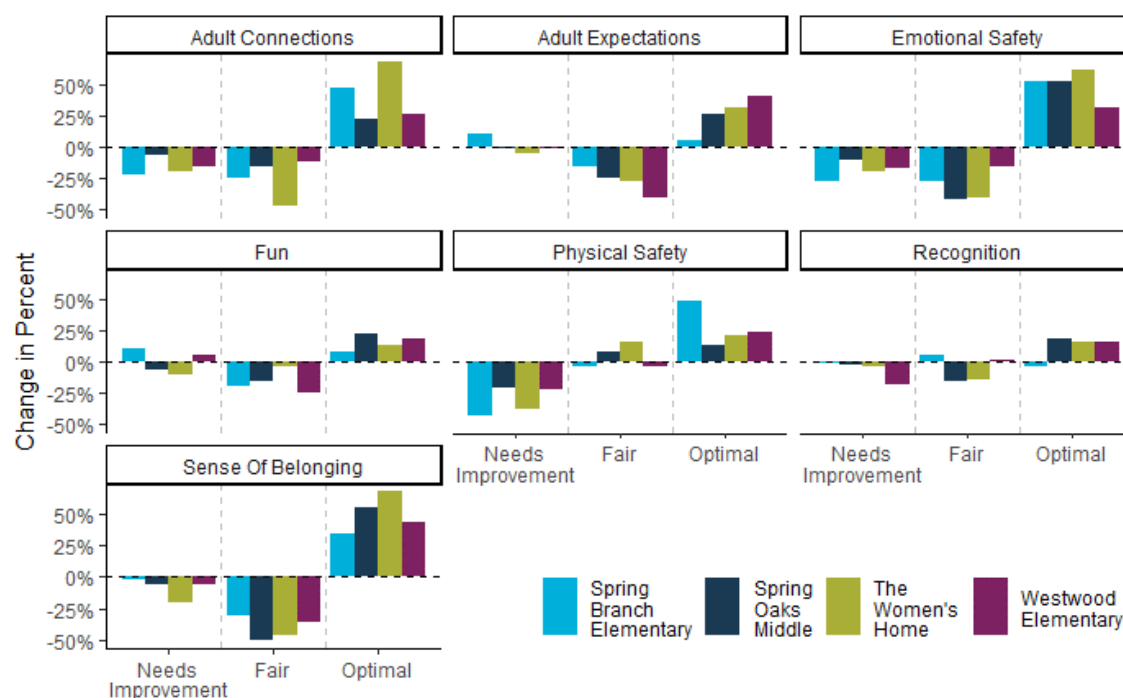 Adult Connections
Adult Expectations
Emotional Safety
50%
25%
0%
-25%
-50%
Fun
Physical Safety
Recognition
50%
25%
0%
-25%
-50%
Change in Percent
Needs
Improvement
Fair
Optimal
Needs
Improvement
Fair
Optimal
Sense Of Belonging
50%
25%
0%
-25%
-50%
Needs
Improvement
Fair
Optimal
Spring
Branch
Elementary
Spring
Oaks
Middle
The
Women's
Home
Westwood
Elementary